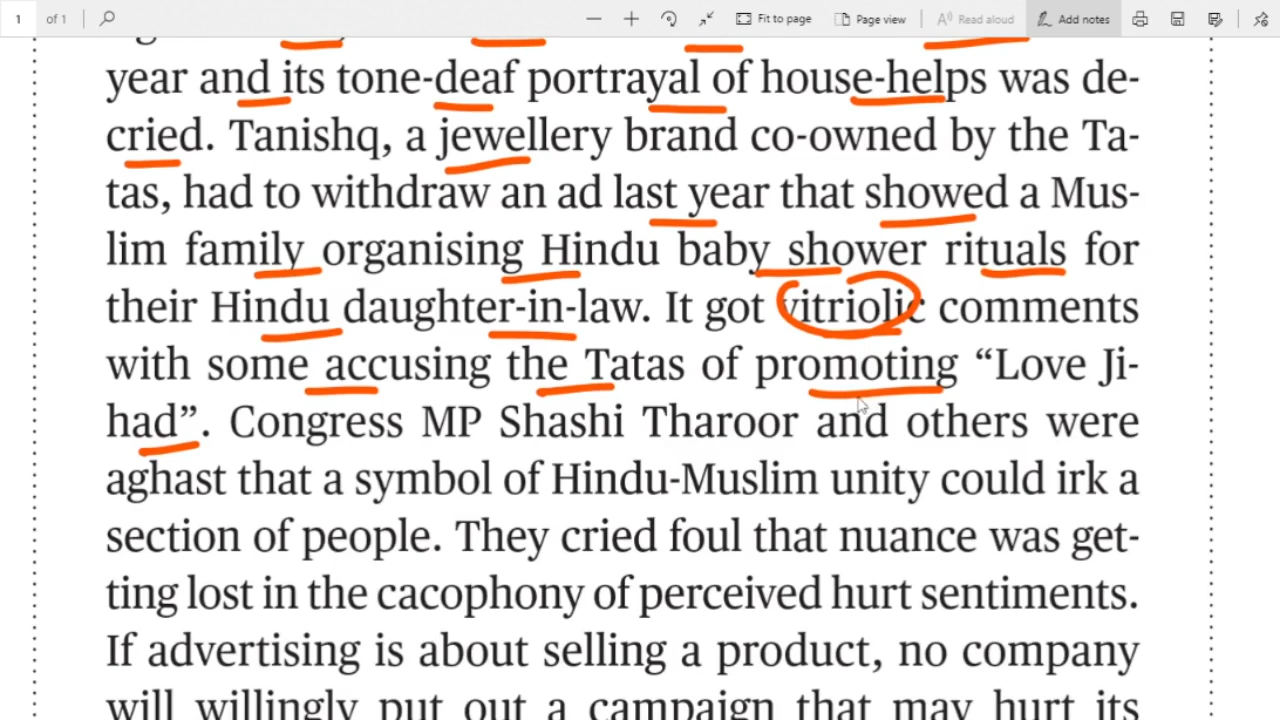 1 of 1 Fit to page Page view Read aloud Add notes
year and its tone-deaf portrayal of house-helps was de-
cried. Tanishq, a jewellery brand co-owned by the Ta-
tas, had to withdraw an ad last year that showed a Mus-
lim family organising Hindu baby shower rituals for
their Hindu daughter-in-law. It got vitriolic comments
with some accusing the Tatas of promoting “Love Ji-
had”. Congress MP Shashi Tharoor and others were
aghast that a symbol of Hindu-Muslim unity could irk a
section of people. They cried foul that nuance was get-
ting lost in the cacophony of perceived hurt sentiments.
If advertising is about selling a product, no company
will willingly put out a campaign that may hurt its